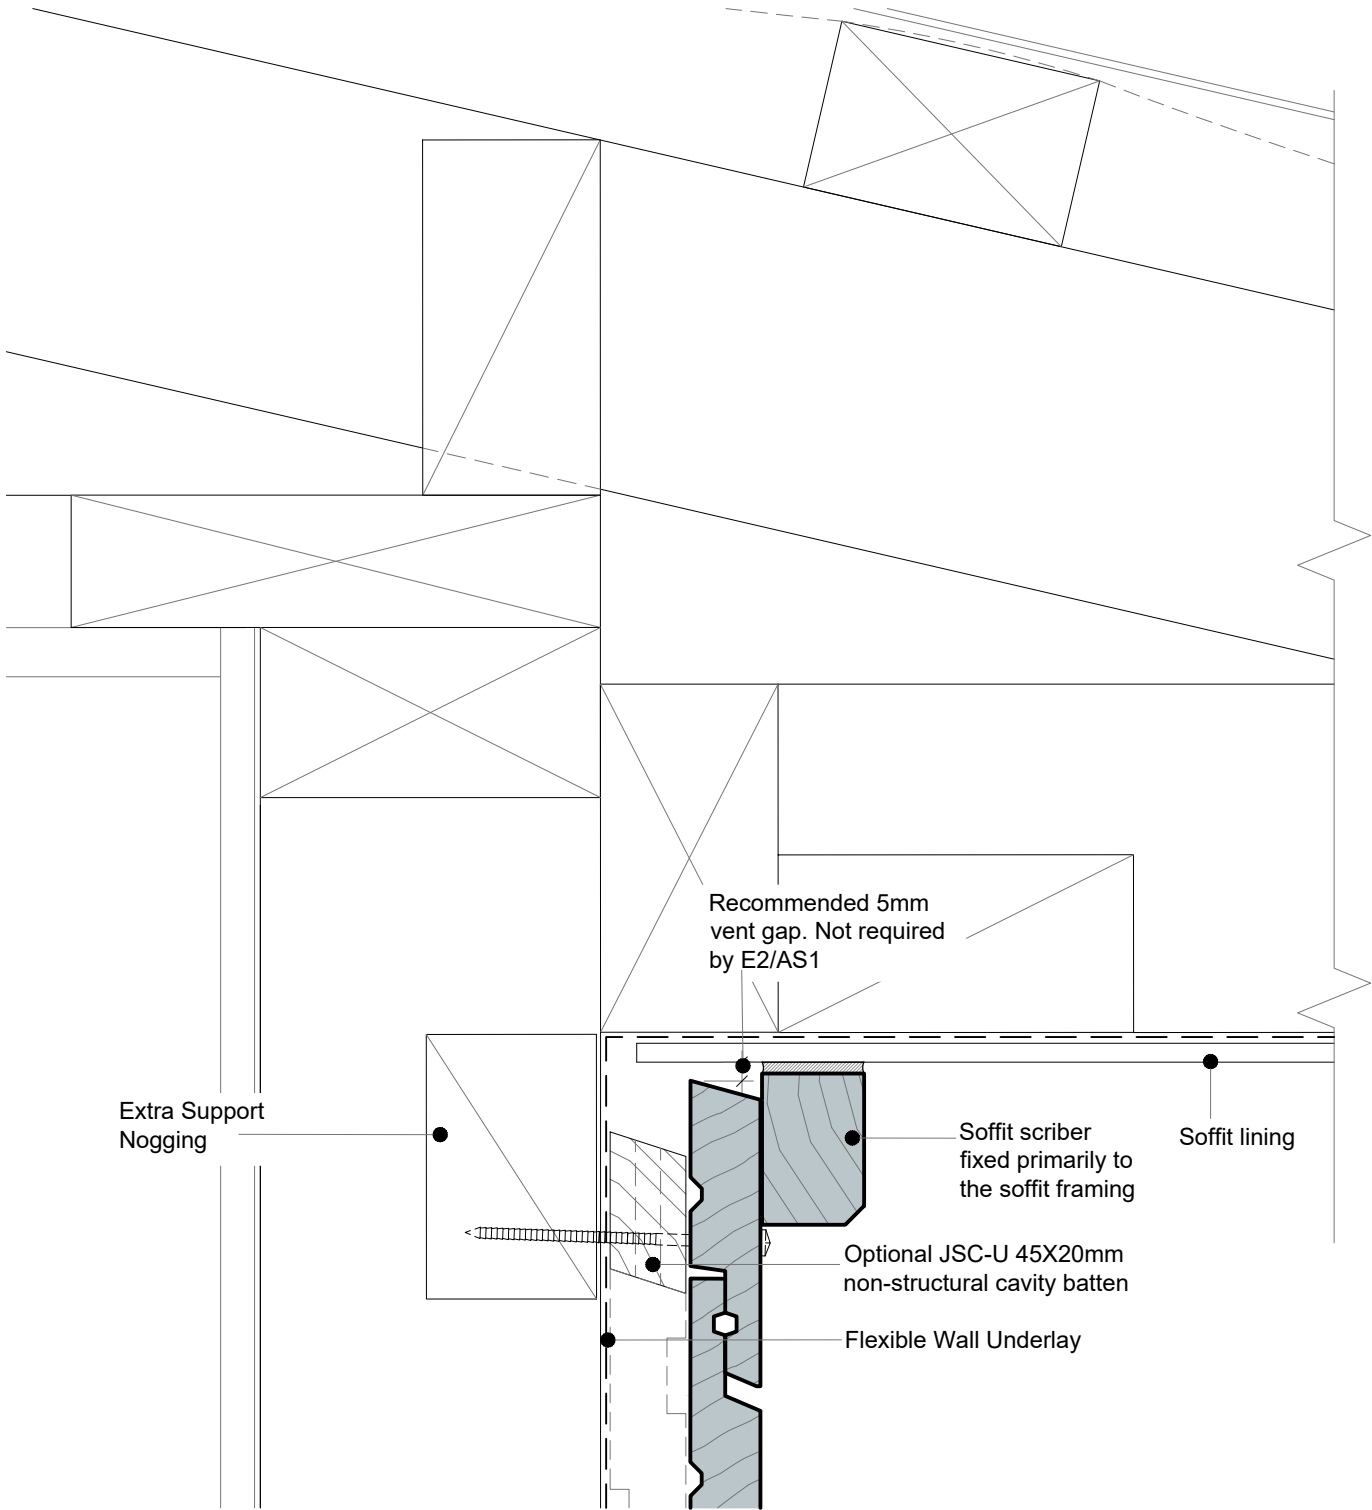 Recommended 5mm
vent gap. Not required
by E2/AS1
Extra Support
Nogging
Soffit scriber
fixed primarily to
the soffit framing
Soffit lining
Optional JSC-U 45X20mm
non-structural cavity batten
Flexible Wall Underlay